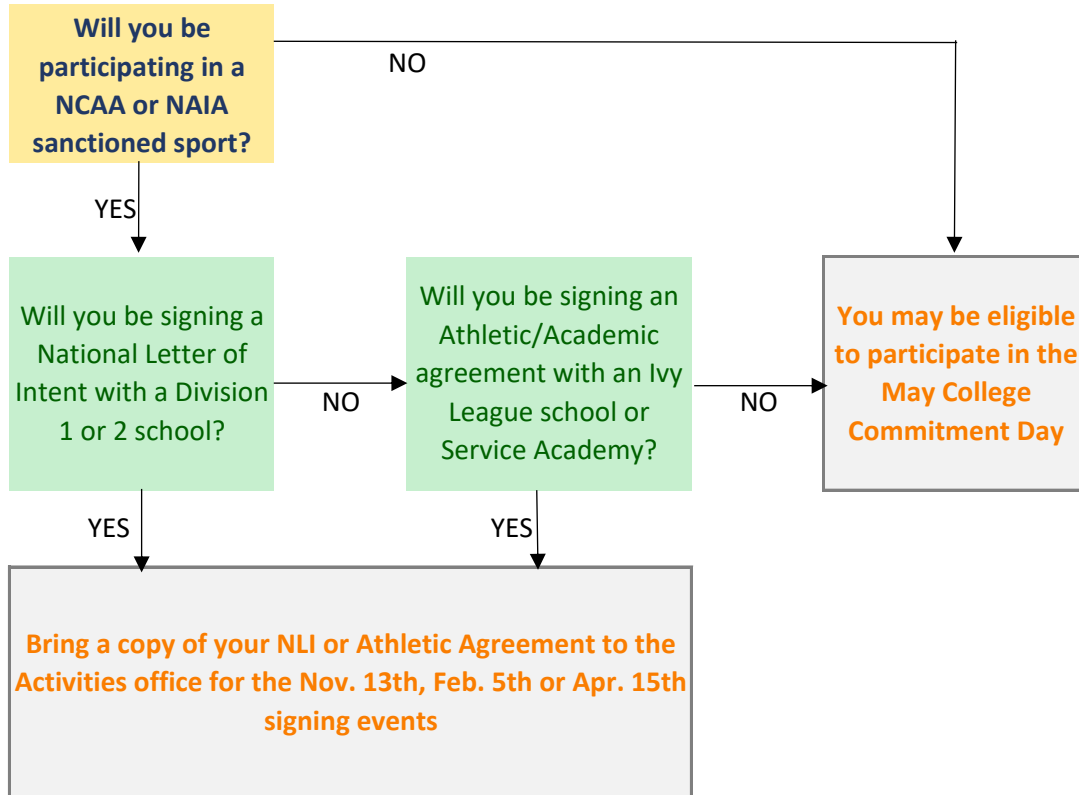 Will you be
participating in a
NCAA or NAIA
sanctioned sport?
NO
YES
Will you be signing a
National Letter of
Intent with a Division
1 or 2 school?
NO
Will you be signing an
Athletic/Academic
agreement with an Ivy
League school or
Service Academy?
NO
You may be eligible
to participate in the
May College
Commitment Day
YES
YES
Bring a copy of your NLI or Athletic Agreement to the
Activities office for the Nov. 13th, Feb. 5th or Apr. 15th
signing events